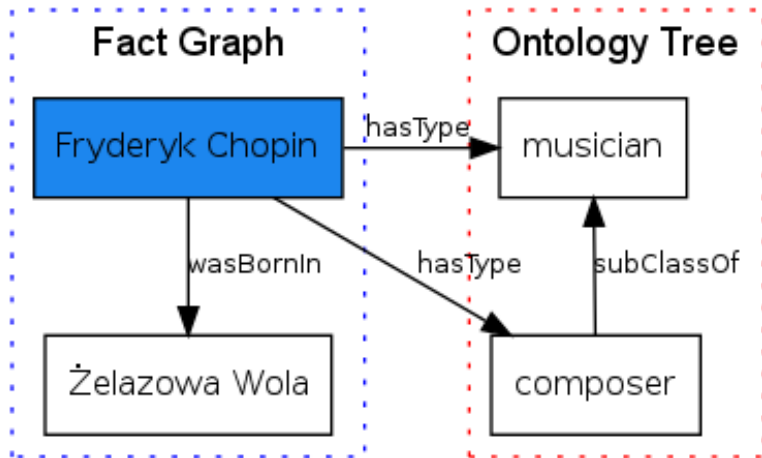 Fact Graph
Ontology Tree
Fryderyk Chopin
hasType
musician
wasBornIn
hasType
subClassOf
Żelazowa Wola
composer